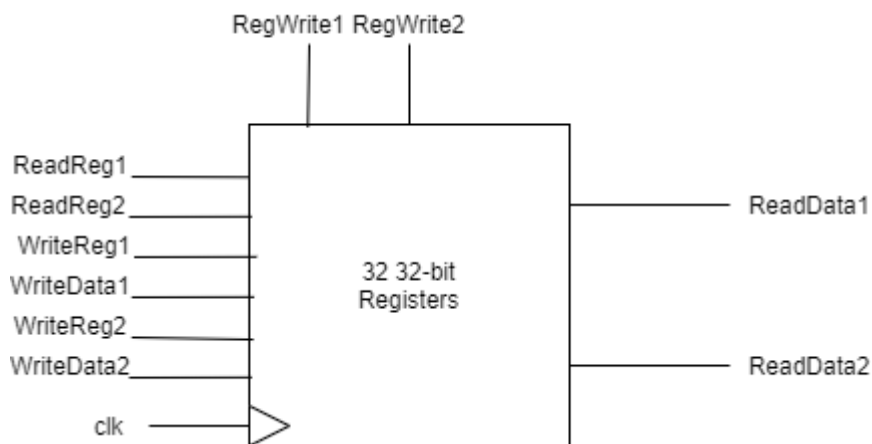 RegWrite1 RegWrite2
ReadReg1
ReadReg2
WriteReg1
WriteData1
WriteReg2
WriteData2
clk
32 32-bit
Registers
ReadData1
ReadData2